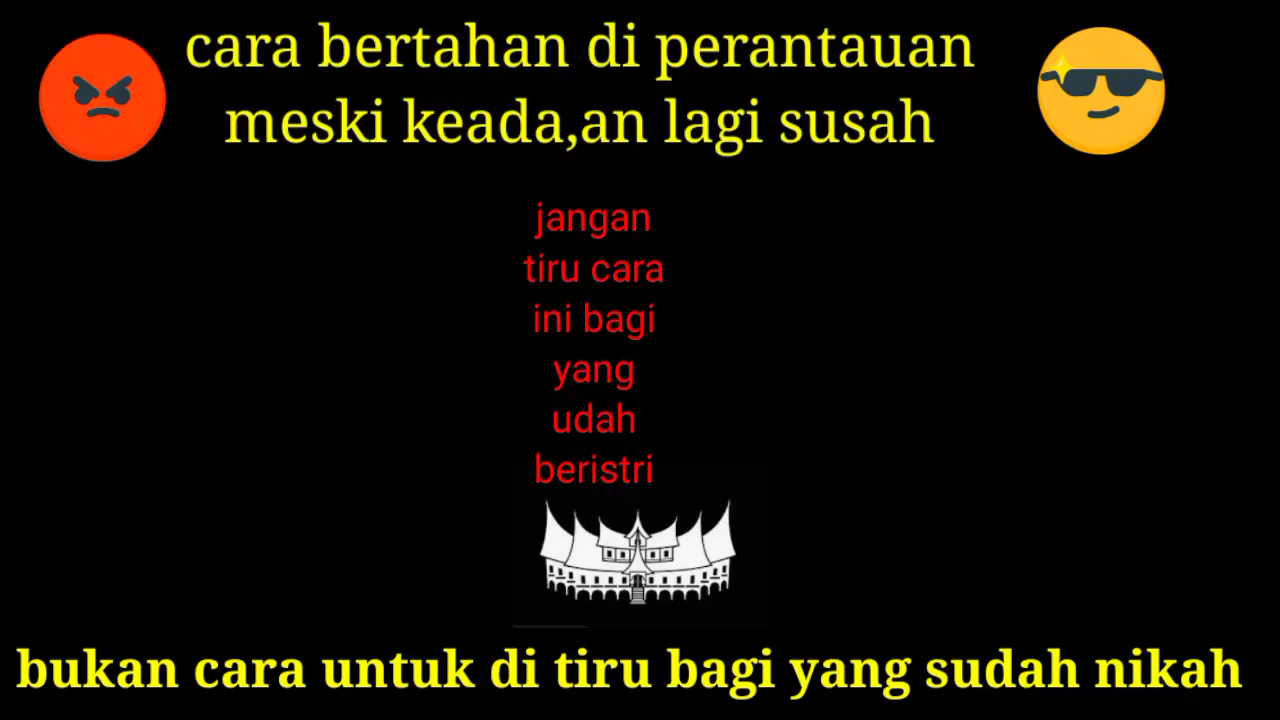 cara bertahan di perantauan
meski keada,an lagi susah
jangan
tiru cara
ini bagi
yang
udah
beristri
bukan cara untuk di tiru bagi yang sudah nikah